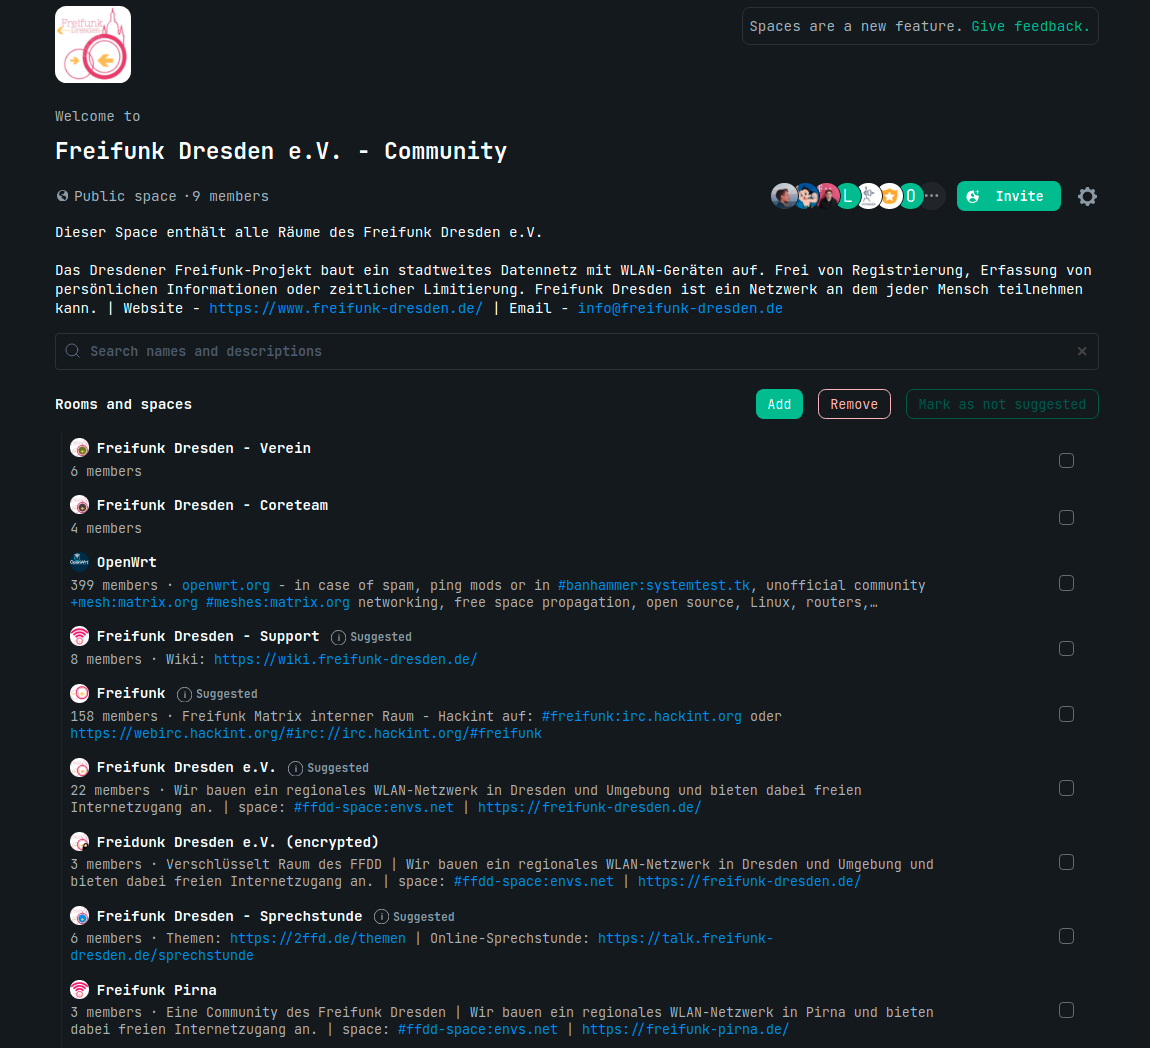 Freifunk
Dresden
Spaces are a new feature. Give feedback.
Welcome to
Freifunk Dresden e.V. - Community
Public space · 9 members
L
O
Invite
Dieser Space enthält alle Räume des Freifunk Dresden e.V.
Das Dresdener Freifunk-Projekt baut ein stadtweites Datennetz mit WLAN-Geräten auf. Frei von Registrierung, Erfassung von
persönlichen Informationen oder zeitlicher Limitierung. Freifunk Dresden ist ein Netzwerk an dem jeder Mensch teilnehmen
kann. | Website - https://www.freifunk-dresden.de/ | Email - info@freifunk-dresden.de
Search names and descriptions
Rooms and spaces
Add
Remove
Mark as not suggested
Freifunk Dresden - Verein
6 members
Freifunk Dresden - Coreteam
4 members
OpenWrt
OpenWrt
399 members · openwrt.org - in case of spam, ping mods or in #banhammer:systemtest.tk, unofficial community
+mesh:matrix.org #meshes:matrix.org networking, free space propagation, open source, Linux, routers,…
Freifunk Dresden - Support Suggested
8 members · Wiki: https://wiki.freifunk-dresden.de/
Freifunk Suggested
158 members · Freifunk Matrix interner Raum - Hackint auf: #freifunk:irc.hackint.org oder
https://webirc.hackint.org/#irc://irc.hackint.org/#freifunk
Freifunk Dresden e.V. Suggested
22 members · Wir bauen ein regionales WLAN-Netzwerk in Dresden und Umgebung und bieten dabei freien
Internetzugang an. | space: #ffdd-space:envs.net | https://freifunk-dresden.de/
Freidunk Dresden e.V. (encrypted)
3 members · Verschlüsselt Raum des FFDD | Wir bauen ein regionales WLAN-Netzwerk in Dresden und Umgebung und
bieten dabei freien Internetzugang an. | space: #ffdd-space:envs.net | https://freifunk-dresden.de/
Freifunk Dresden - Sprechstunde Suggested
6 members · Themen: https://2ffd.de/themen | Online-Sprechstunde: https://talk.freifunk-
dresden.de/sprechstunde
Freifunk Pirna
3 members · Eine Community des Freifunk Dresden | Wir bauen ein regionales WLAN-Netzwerk in Pirna und bieten
dabei freien Internetzugang an. | space: #ffdd-space:envs.net | https://freifunk-pirna.de/